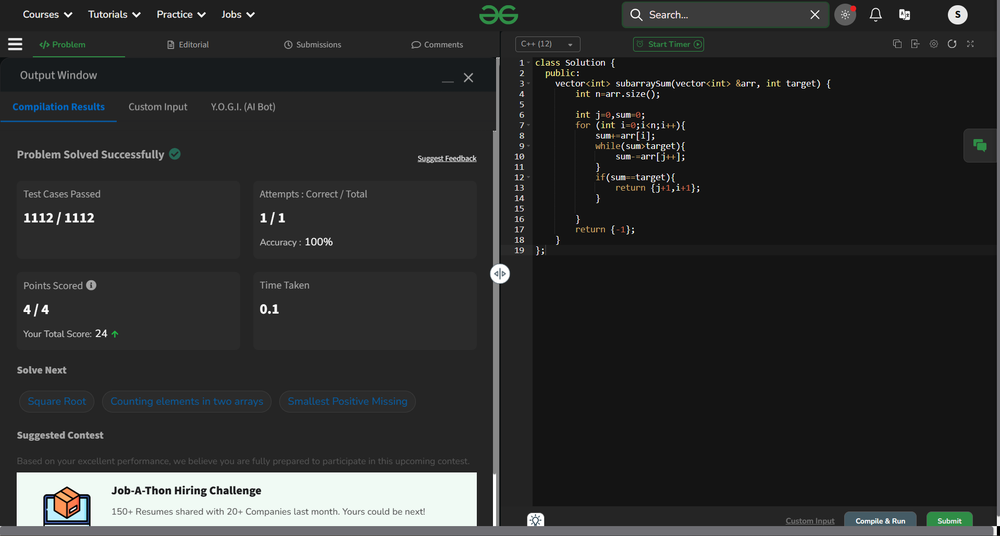 Courses Tutorials Practice Jobs Search... S
Problem Editorial Submissions Comments
C++ (12) Start Timer
Output Window
Compilation Results Custom Input Y.O.G.I. (AI Bot)
Problem Solved Successfully
Suggest Feedback
Test Cases Passed
1112 / 1112
Attempts : Correct / Total
1 / 1
Accuracy : 100%
Points Scored
4 / 4
Your Total Score: 24
Time Taken
0.1
Solve Next
Square Root Counting elements in two arrays Smallest Positive Missing
Suggested Contest
Based on your excellent performance, we believe you are fully prepared to participate in this upcoming contest.
Job-A-Thon Hiring Challenge
150+ Resumes shared with 20+ Companies last month. Yours could be next!
1 class Solution {
2 public:
3 vector<int> subarraySum(vector<int> &arr, int target) {
4 int n=arr.size();
5
6 int j=0,sum=0;
7 for (int i=0;i<n;i++){
8 sum+=arr[i];
9 while(sum>target){
10 sum-=arr[j++];
11 }
12 if(sum==target){
13 return {j+1,i+1};
14 }
15
16 }
17 return {-1};
18 }
19 };
Custom Input Compile & Run Submit